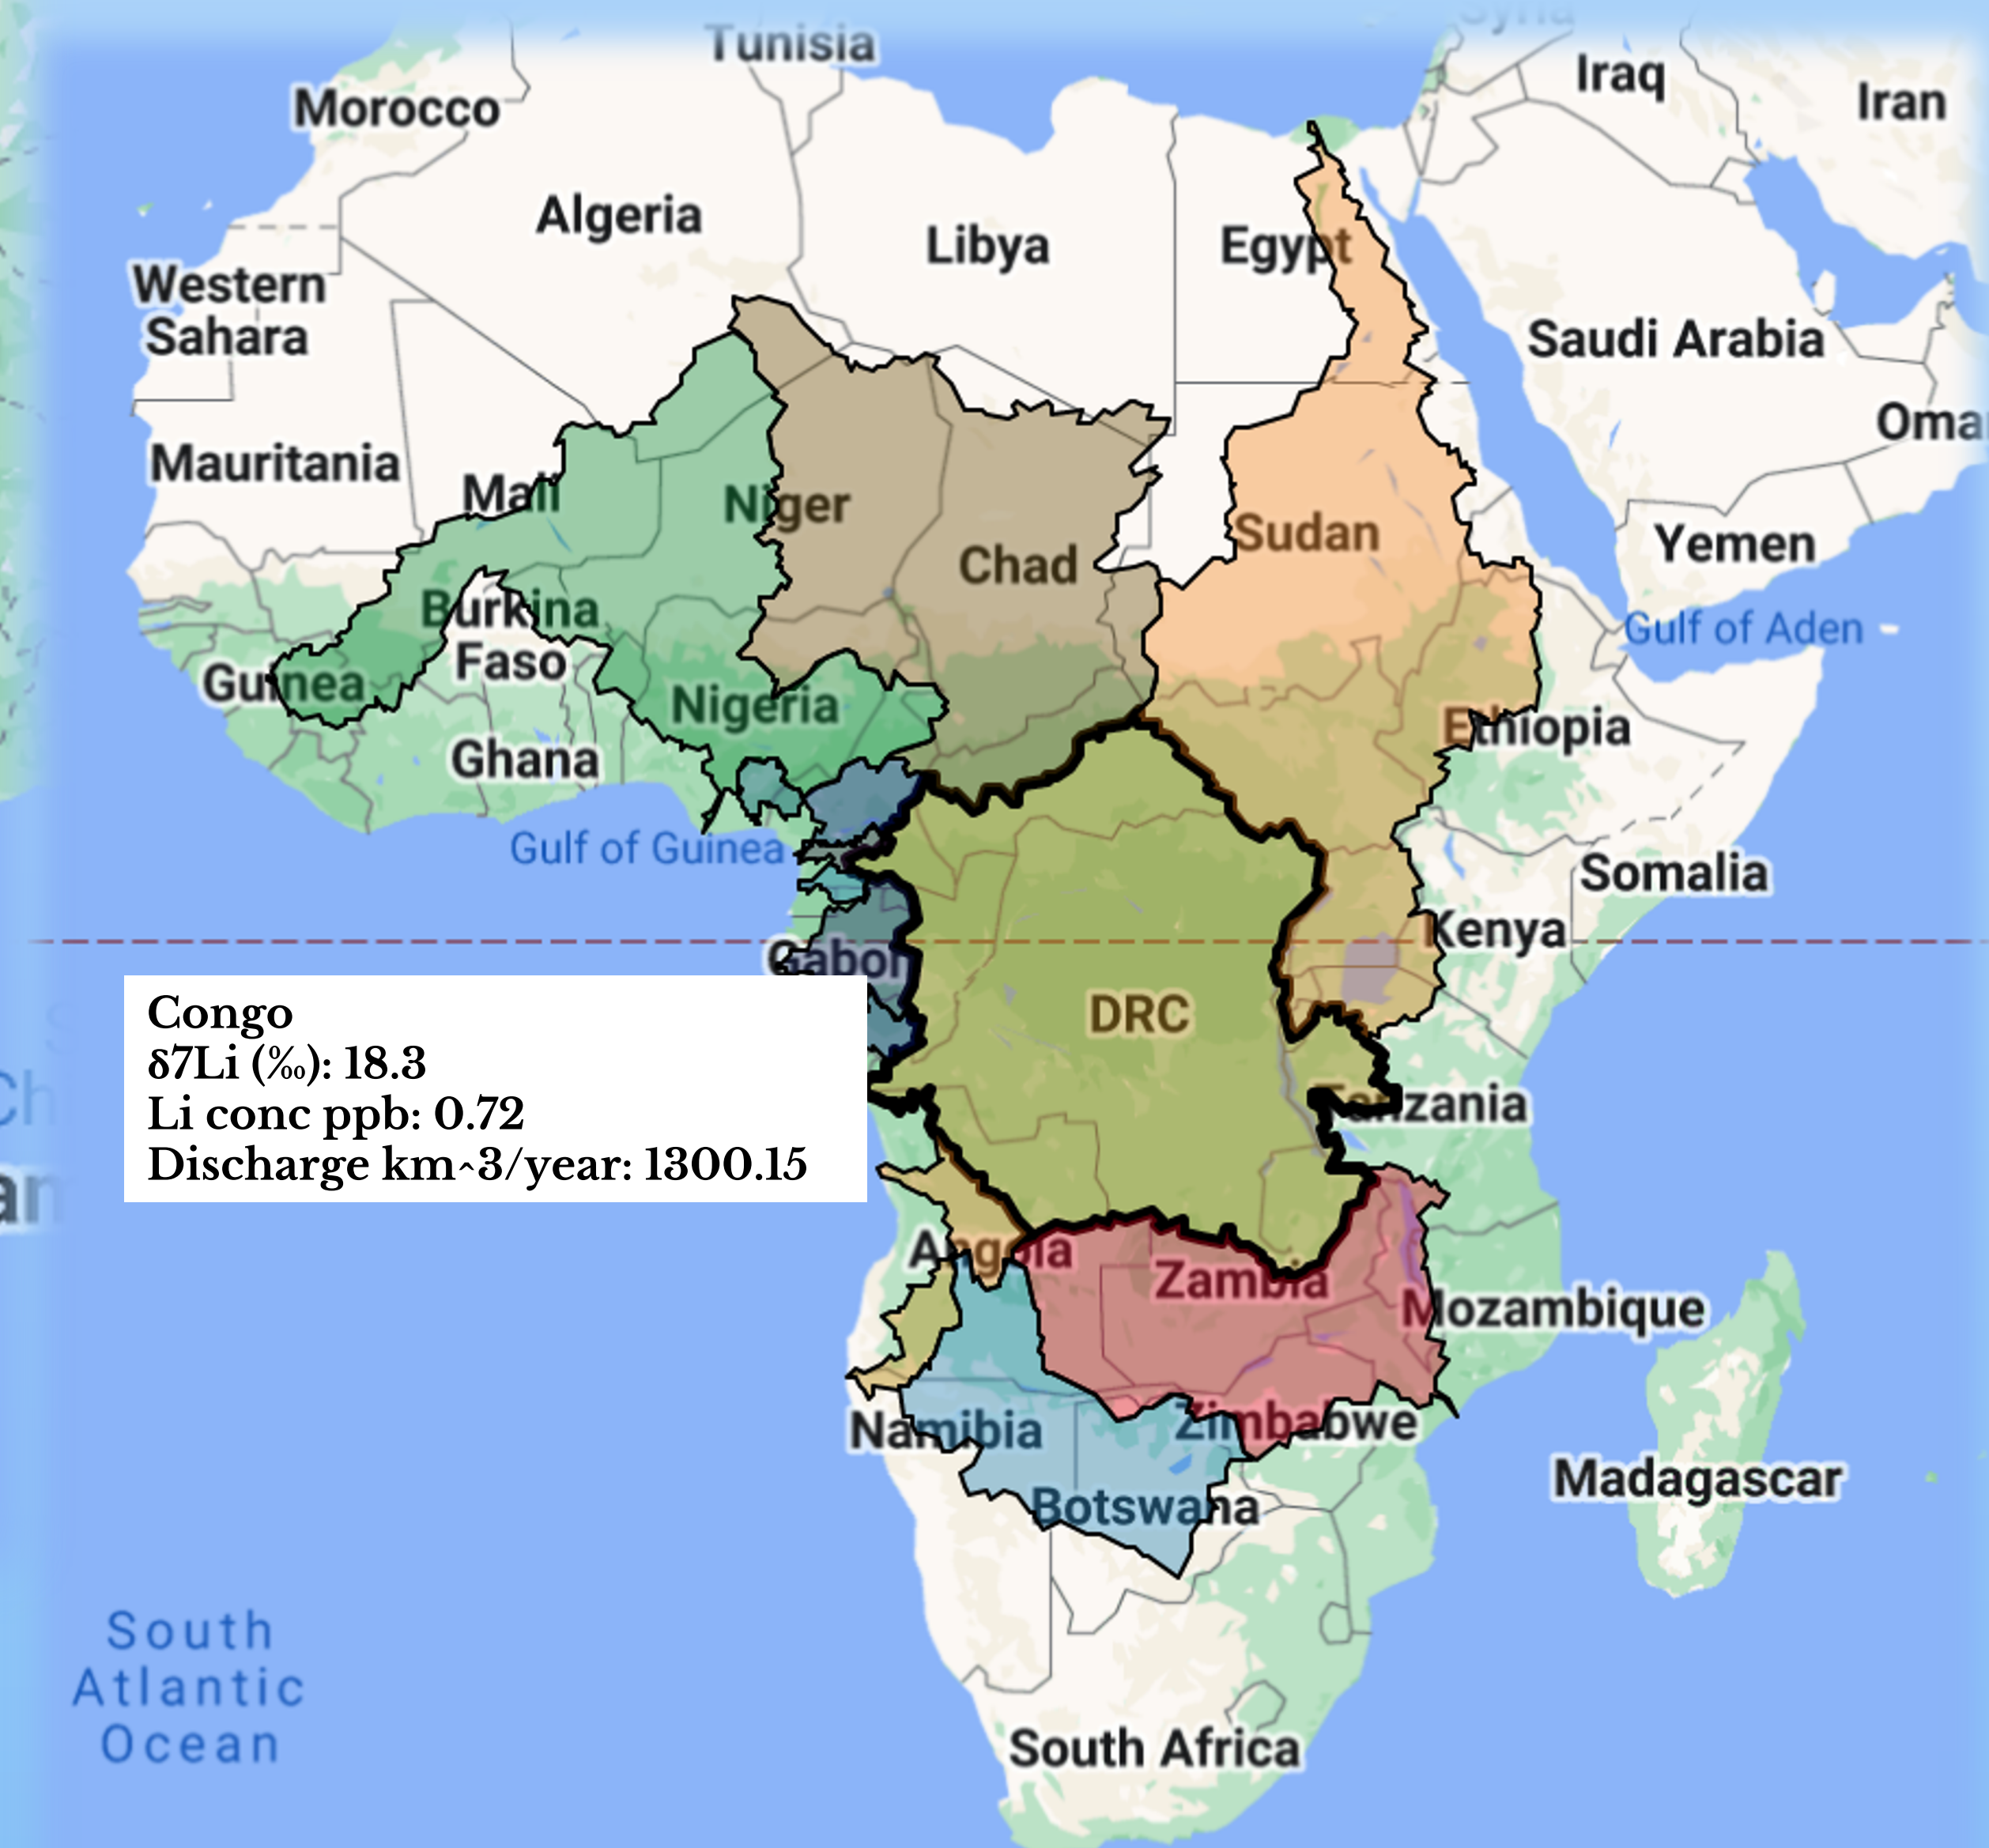 Syria
Tunisia
Iraq
Iran
Morocco
Algeria
Libya
Egypt
Western
Sahara
Saudi Arabia
Mauritania
Mali
Niger
Chad
Sudan
Yemen
Burkina
Faso
Gulf of Aden
Guinea
Nigeria
Ethiopia
Ghana
Gulf of Guinea
Somalia
Gabon
Kenya
DRC
Congo
δ7Li (‰): 18.3
Li conc ppb: 0.72
Discharge km^3/year: 1300.15
Tanzania
Angola
Zambia
Mozambique
Namibia
Zimbabwe
Botswana
Madagascar
South
Atlantic
Ocean
South Africa